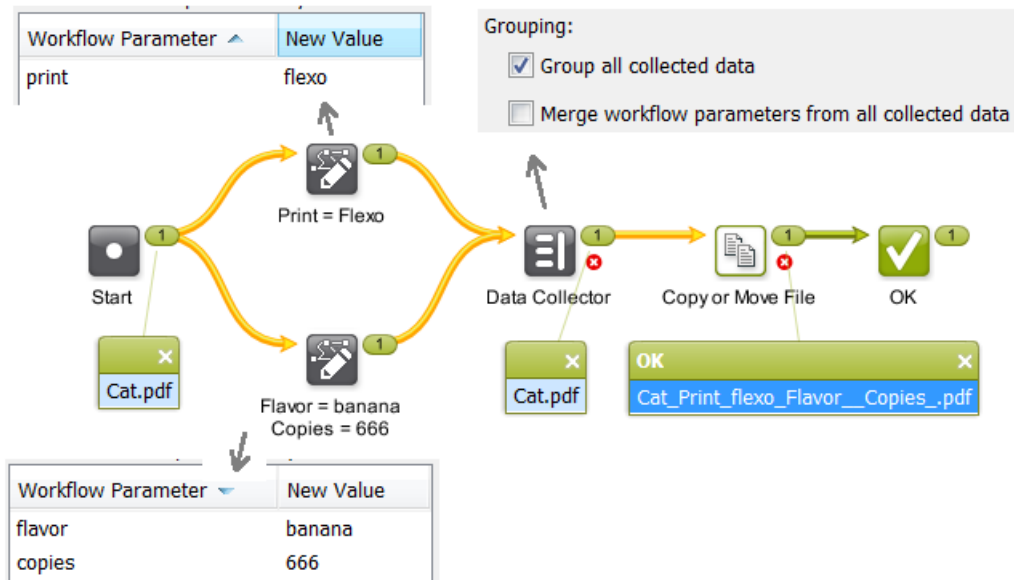 Workflow Parameter New Value
print flexo
Grouping:
Group all collected data
Merge workflow parameters from all collected data
1
Print = Flexo
1
Start
1
Data Collector
1
Copy or Move File
1
OK
Cat.pdf
1
Flavor = banana
Copies = 666
Cat.pdf
OK
Cat_Print_flexo_Flavor__Copies_.pdf
Workflow Parameter New Value
flavor banana
copies 666